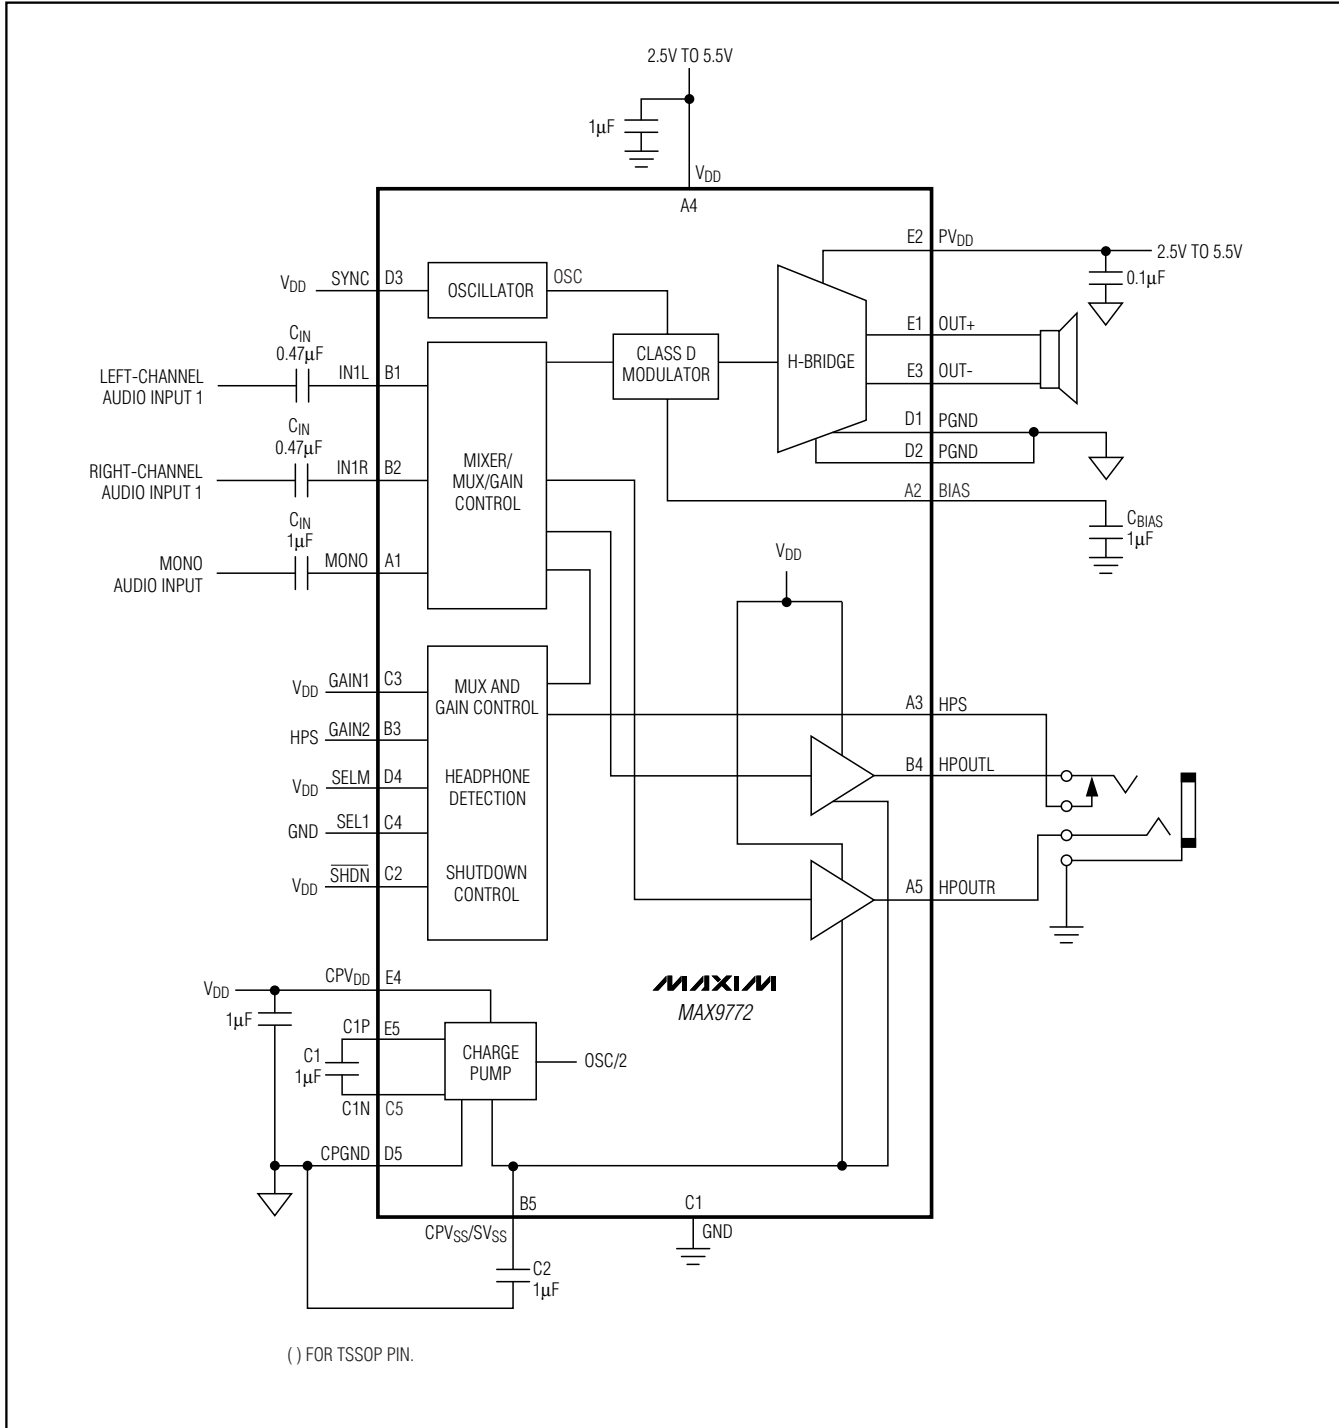 2.5V TO 5.5V
1µF
VDD
A4
E2 PVDD
2.5V TO 5.5V
0.1µF
VDD SYNC D3
OSCILLATOR
OSC
CIN
0.47µF
LEFT-CHANNEL
AUDIO INPUT 1
IN1L B1
CLASS D
MODULATOR
H-BRIDGE
E1 OUT+
E3 OUT-
D1 PGND
D2 PGND
CIN
0.47µF
RIGHT-CHANNEL
AUDIO INPUT 1
IN1R B2
MIXER/
MUX/GAIN
CONTROL
A2 BIAS
CBIAS
1µF
CIN
1µF
MONO
AUDIO INPUT
MONO A1
VDD
VDD GAIN1 C3
HPS GAIN2 B3
VDD SELM D4
GND SEL1 C4
VDD SHDN C2
MUX AND
GAIN CONTROL
HEADPHONE
DETECTION
SHUTDOWN
CONTROL
A3 HPS
B4 HPOUTL
A5 HPOUTR
MAXIM
MAX9772
VDD
CPVDD E4
1µF
C1P E5
C1
1µF
C1N C5
CHARGE
PUMP
OSC/2
CPGND D5
B5
CPVSS/SVSS
C1
GND
C2
1µF
( ) FOR TSSOP PIN.